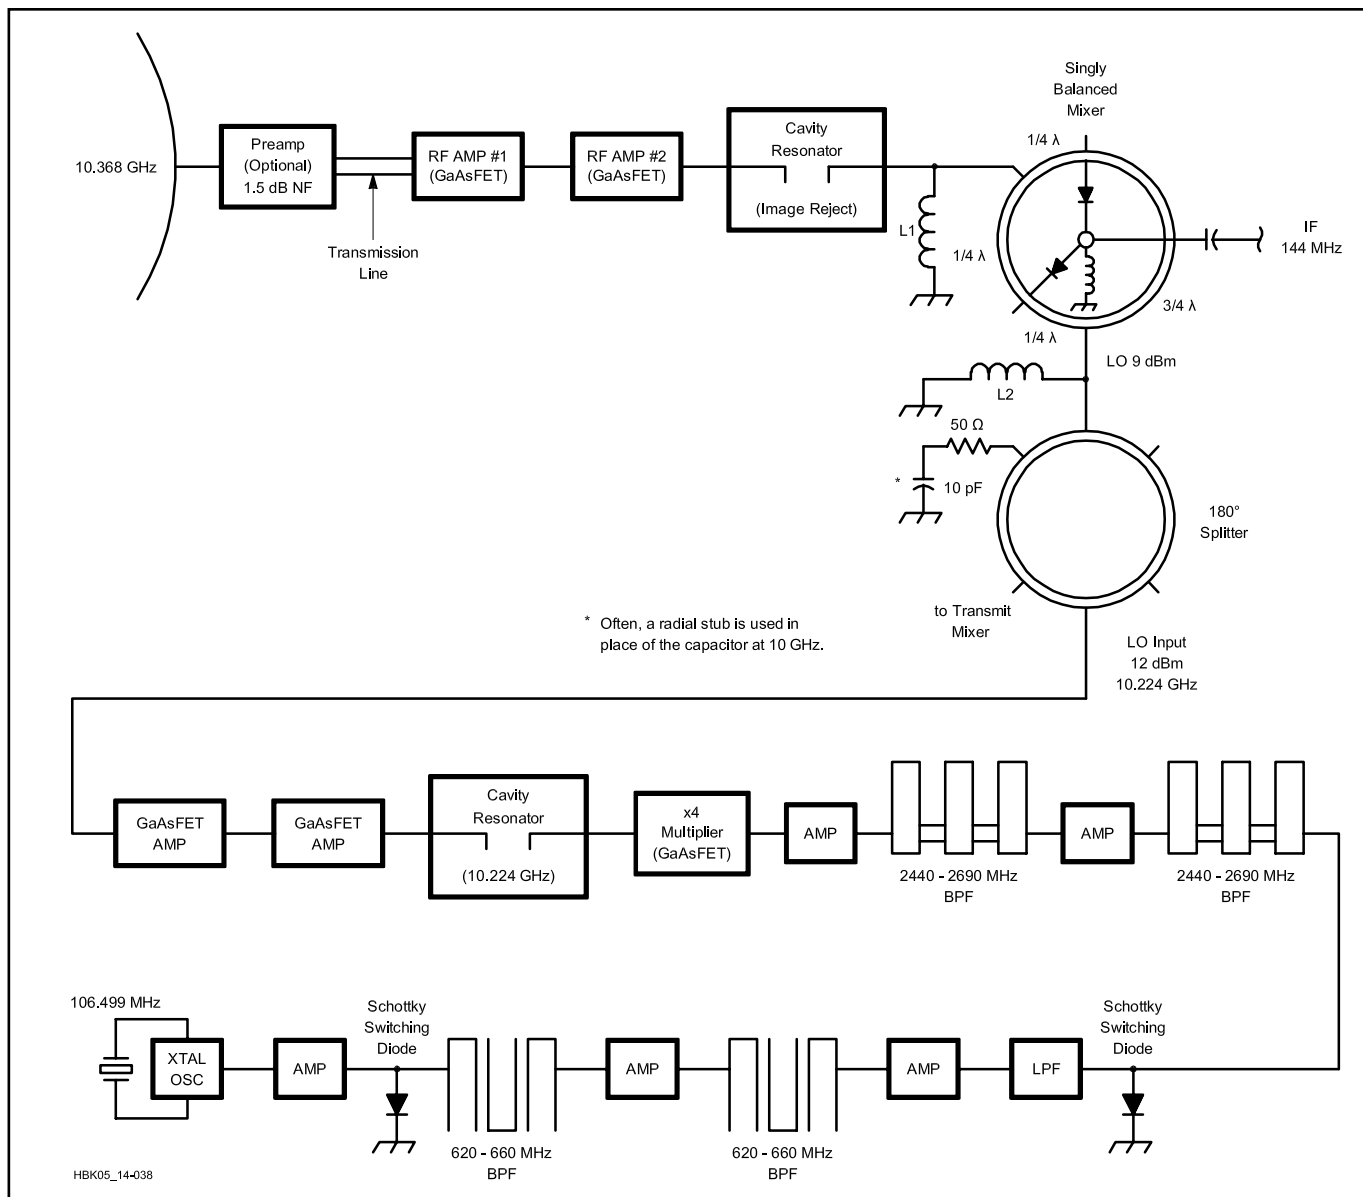 Singly
Balanced
Mixer
10.368 GHz
Preamp
(Optional)
1.5 dB NF
Transmission
Line
RF AMP #1
(GaAsFET)
RF AMP #2
(GaAsFET)
Cavity
Resonator
(Image Reject)
L1
1/4 λ
1/4 λ
1/4 λ
3/4 λ
IF
144 MHz
LO 9 dBm
L2
50 Ω
*
10 pF
180°
Splitter
to Transmit
Mixer
* Often, a radial stub is used in
place of the capacitor at 10 GHz.
LO Input
12 dBm
10.224 GHz
GaAsFET
AMP
GaAsFET
AMP
Cavity
Resonator
(10.224 GHz)
x4
Multiplier
(GaAsFET)
AMP
2440 - 2690 MHz
BPF
AMP
2440 - 2690 MHz
BPF
106.499 MHz
XTAL
OSC
AMP
Schottky
Switching
Diode
620 - 660 MHz
BPF
AMP
620 - 660 MHz
BPF
AMP
LPF
Schottky
Switching
Diode
HBK05_14-038